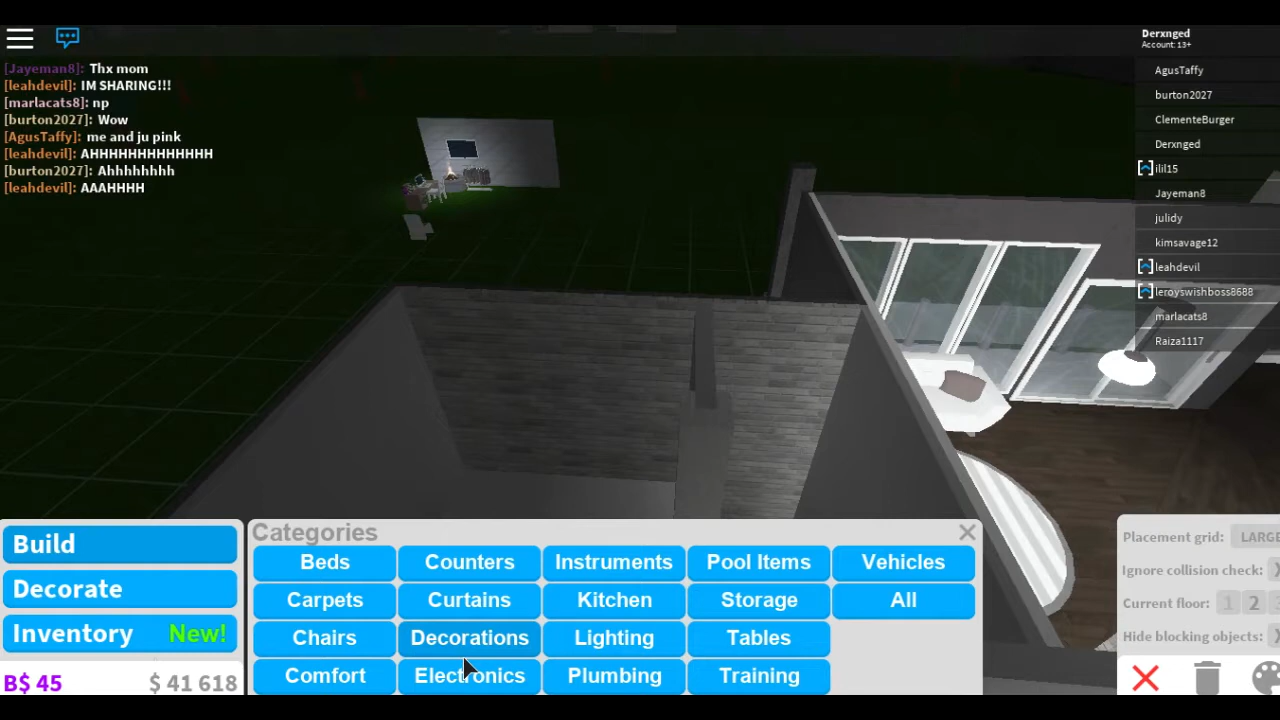 Derxnged
Account: 13+
[Jayeman8]: Thx mom
[leahdevil]: IM SHARING!!!
[marlacats8]: np
[burton2027]: Wow
[AgusTaffy]: me and ju pink
[leahdevil]: AHHHHHHHHHHHHH
[burton2027]: Ahhhhhhhh
[leahdevil]: AAAHHHH
AgusTaffy
burton2027
ClementeBurger
Derxnged
ilil15
Jayeman8
julidy
kimsavage12
leahdevil
leroyswishboss8688
marlacats8
Raiza1117
Build
Decorate
Inventory New!
B$ 45 $ 41 618
Categories
Beds Counters Instruments Pool Items Vehicles
Carpets Curtains Kitchen Storage All
Chairs Decorations Lighting Tables
Comfort Electronics Plumbing Training
Placement grid: LARGE
Ignore collision check: X
Current floor: 1 2
Hide blocking objects: X